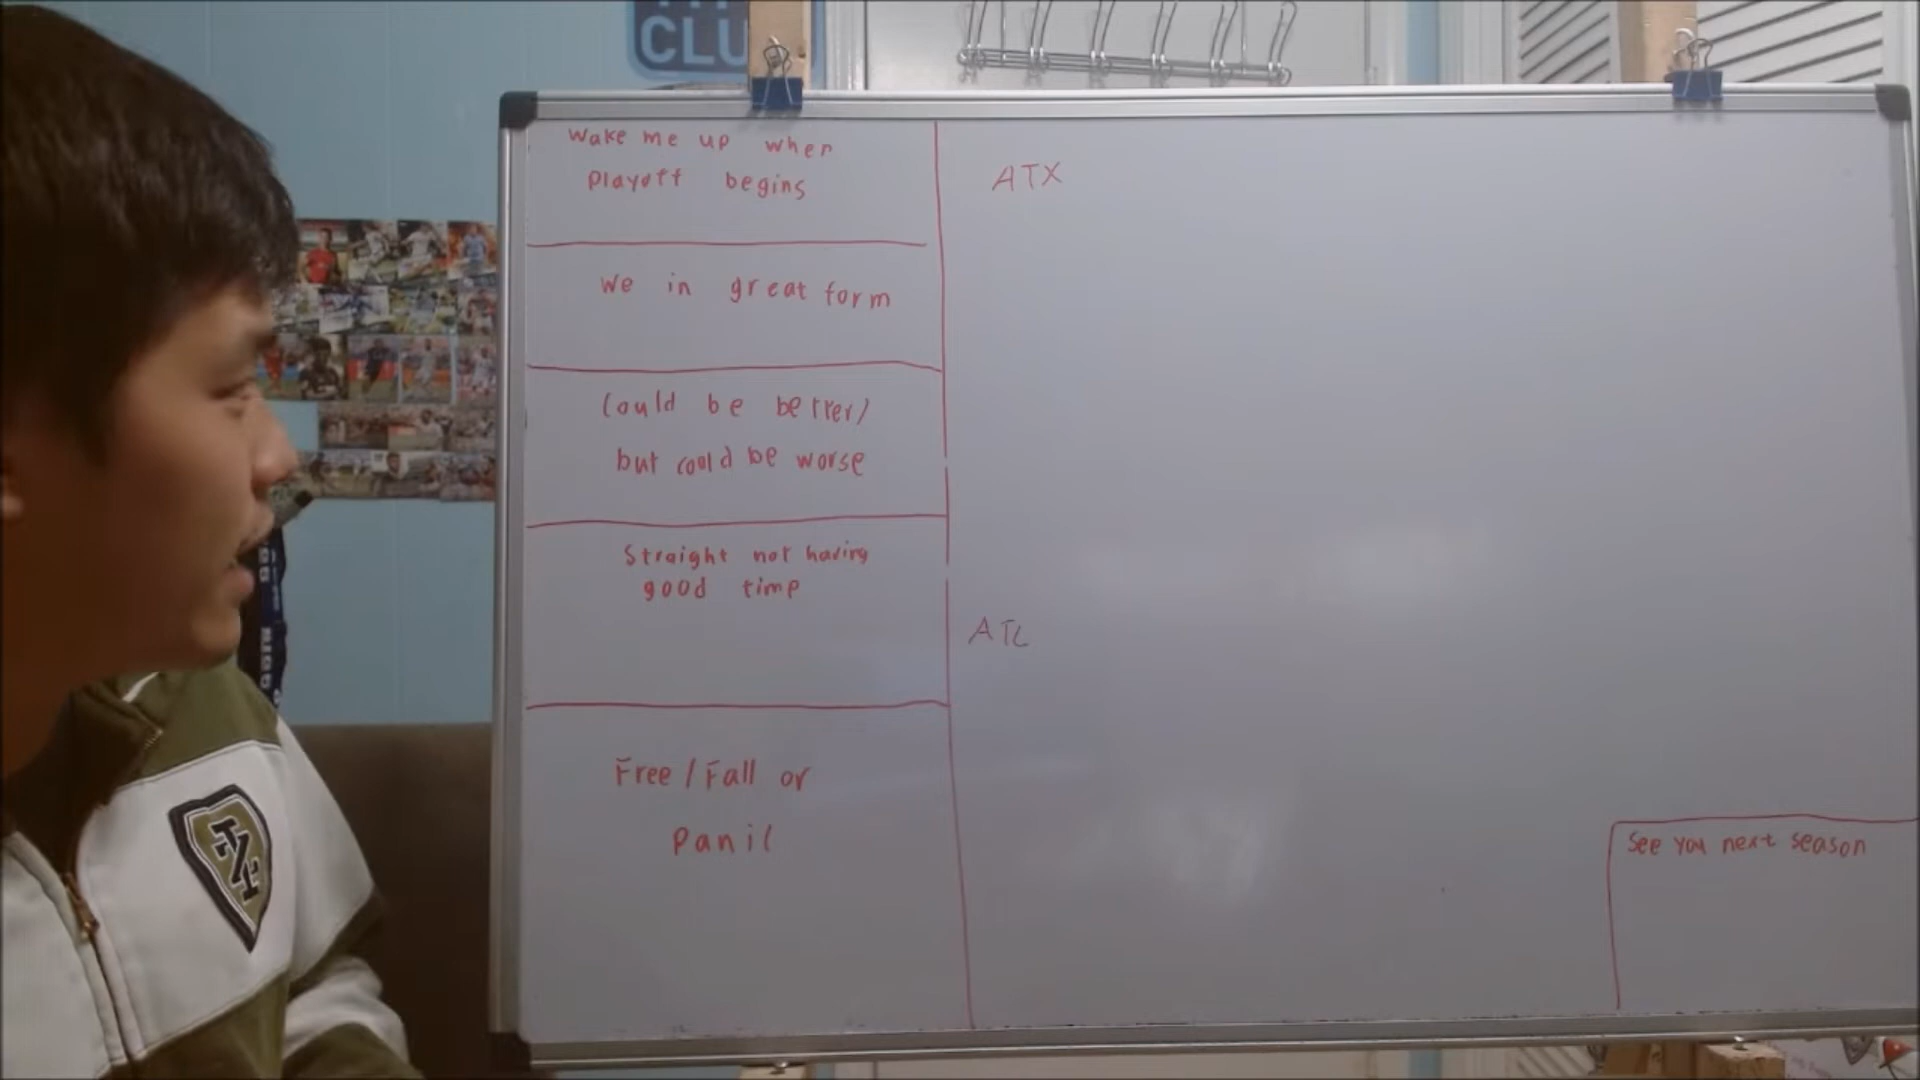 CLU
Wake me up when
playoff begins
ATX
We in great form
Could be better/
but could be worse
Straight not having
good time
ATL
Free/Fall or
Panic
See you next season